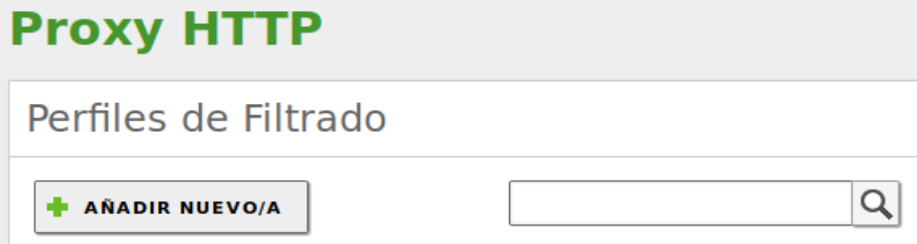 Proxy HTTP
Perfiles de Filtrado
AÑADIR NUEVO/A